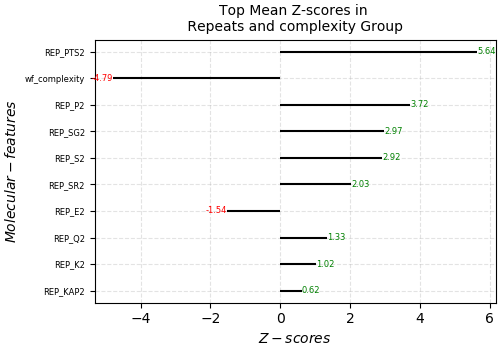 Top Mean Z-scores in
Repeats and complexity Group
REP_PTS2 5.64
wf_complexity -4.79
REP_P2 3.72
REP_SG2 2.97
REP_S2 2.92
REP_SR2 2.03
REP_E2 -1.54
REP_Q2 1.33
REP_K2 1.02
REP_KAP2 0.62
−4 −2 0 2 4 6
Z − scores
Molecular − features